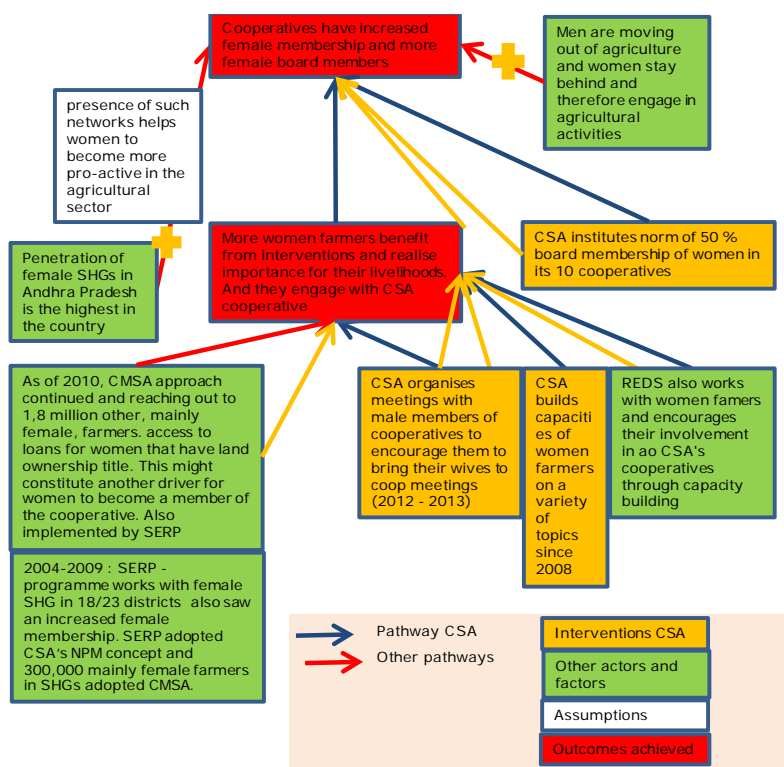 Cooperatives have increased
female membership and more
female board members
Men are moving
out of agriculture
and women stay
behind and
therefore engage in
agricultural
activities
presence of such
networks helps
women to
become more
pro-active in the
agricultural
sector
More women farmers benefit
from interventions and realise
importance for their livelihoods.
And they engage with CSA
cooperative
CSA institutes norm of 50 %
board membership of women in
its 10 cooperatives
Penetration of
female SHGs in
Andhra Pradesh
is the highest in
the country
As of 2010, CMSA approach
continued and reaching out to
1,8 million other, mainly
female, farmers. access to
loans for women that have land
ownership title. This might
constitute another driver for
women to become a member of
the cooperative. Also
implemented by SERP
CSA organises
meetings with
male members of
cooperatives to
encourage them to
bring their wives to
coop meetings
(2012 - 2013)
CSA
builds
capaciti
es of
women
farmers
on a
variety
of
topics
since
2008
REDS also works
with women famers
and encourages
their involvement
in ao CSA's
cooperatives
through capacity
building
2004-2009 : SERP -
programme works with female
SHG in 18/23 districts also saw
an increased female
membership. SERP adopted
CSA's NPM concept and
300,000 mainly female farmers
in SHGs adopted CMSA.
Pathway CSA
Other pathways
Interventions CSA
Other actors and
factors
Assumptions
Outcomes achieved